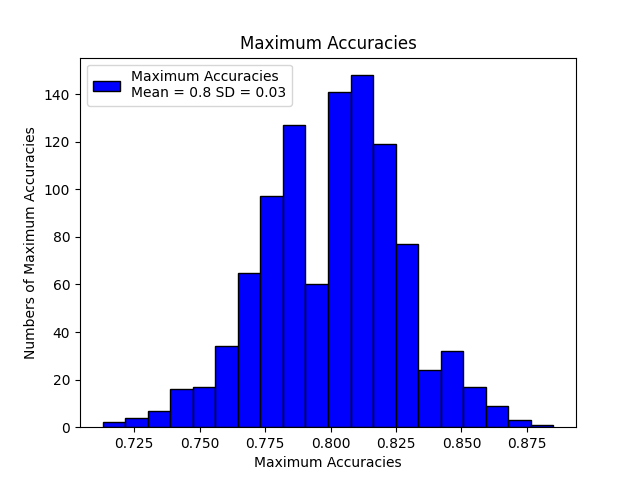 Maximum Accuracies
Maximum Accuracies
Mean = 0.8 SD = 0.03
Numbers of Maximum Accuracies
140
120
100
80
60
40
20
0
0.725 0.750 0.775 0.800 0.825 0.850 0.875
Maximum Accuracies